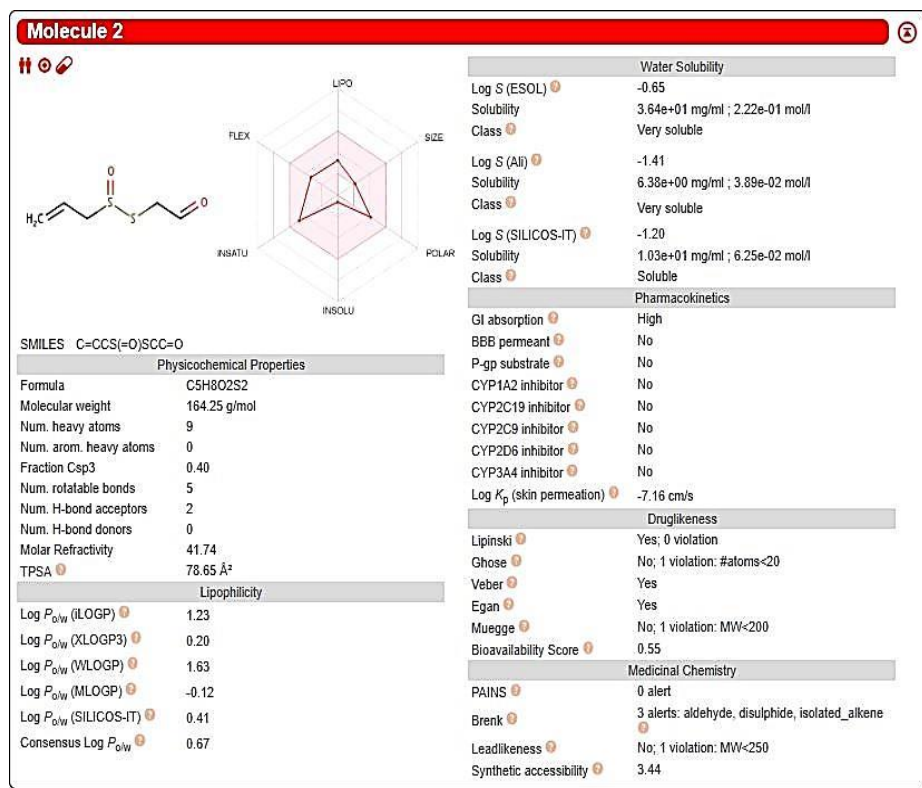 Molecule 2
LIPO
FLEX
SIZE
O
O
S
S
H₂C
INSATU
POLAR
INSOLU
SMILES C=CCS(=O)SCC=O
Physicochemical Properties
Formula C5H8O2S2
Molecular weight 164.25 g/mol
Num. heavy atoms 9
Num. arom. heavy atoms 0
Fraction Csp3 0.40
Num. rotatable bonds 5
Num. H-bond acceptors 2
Num. H-bond donors 0
Molar Refractivity 41.74
TPSA ? 78.65 Å²
Lipophilicity
Log Po/w (iLOGP) ? 1.23
Log Po/w (XLOGP3) ? 0.20
Log Po/w (WLOGP) ? 1.63
Log Po/w (MLOGP) ? -0.12
Log Po/w (SILICOS-IT) ? 0.41
Consensus Log Po/w ? 0.67
Water Solubility
Log S (ESOL) ? -0.65
Solubility 3.64e+01 mg/ml ; 2.22e-01 mol/l
Class ? Very soluble
Log S (Ali) ? -1.41
Solubility 6.38e+00 mg/ml ; 3.89e-02 mol/l
Class ? Very soluble
Log S (SILICOS-IT) ? -1.20
Solubility 1.03e+01 mg/ml ; 6.25e-02 mol/l
Class ? Soluble
Pharmacokinetics
GI absorption ? High
BBB permeant ? No
P-gp substrate ? No
CYP1A2 inhibitor ? No
CYP2C19 inhibitor ? No
CYP2C9 inhibitor ? No
CYP2D6 inhibitor ? No
CYP3A4 inhibitor ? No
Log Kp (skin permeation) ? -7.16 cm/s
Druglikeness
Lipinski ? Yes; 0 violation
Ghose ? No; 1 violation: #atoms<20
Veber ? Yes
Egan ? Yes
Muegge ? No; 1 violation: MW<200
Bioavailability Score ? 0.55
Medicinal Chemistry
PAINS ? 0 alert
Brenk ? 3 alerts: aldehyde, disulphide, isolated_alkene ?
Leadlikeness ? No; 1 violation: MW<250
Synthetic accessibility ? 3.44